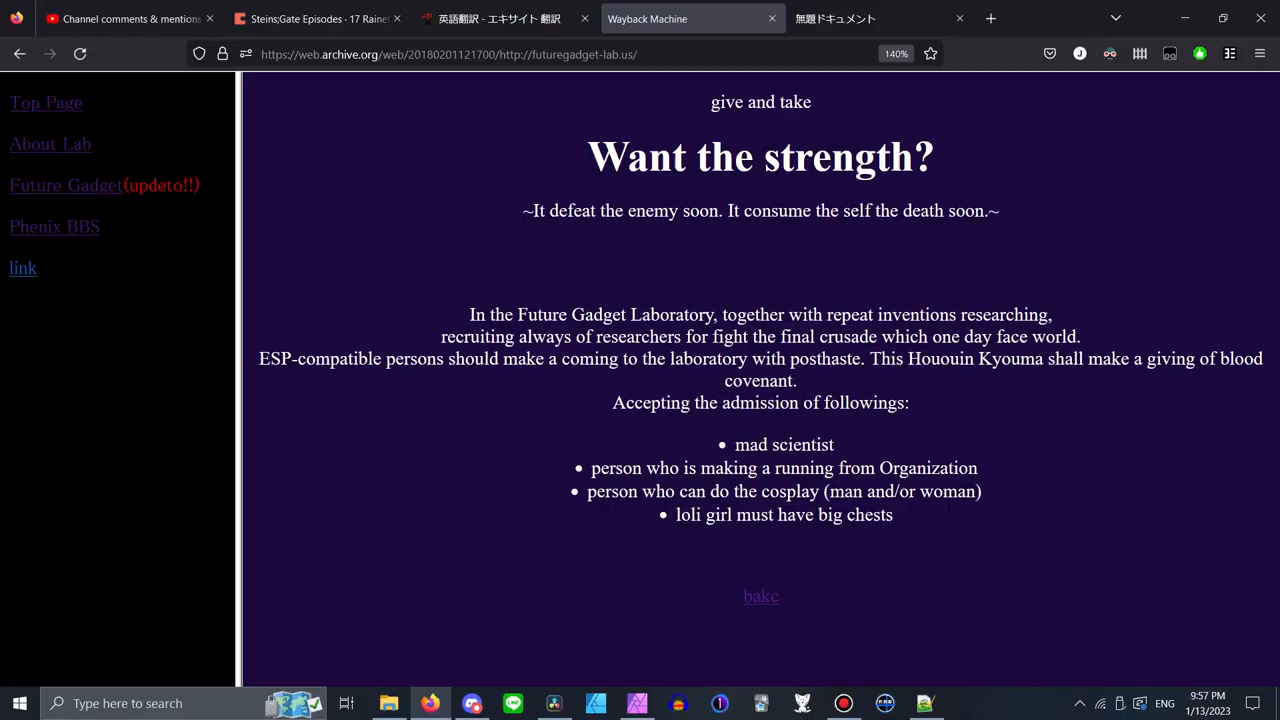 Channel comments & mentions
Steins;Gate Episodes · 17 Rainet
英語翻訳 - エキサイト 翻訳
Wayback Machine
無題ドキュメント
https://web.archive.org/web/20180201121700/http://futuregadget-lab.us/
140%
Top Page
About Lab
Future Gadget(updeto!!)
Phenix BBS
link
give and take
Want the strength?
~It defeat the enemy soon. It consume the self the death soon.~
In the Future Gadget Laboratory, together with repeat inventions researching,
recruiting always of researchers for fight the final crusade which one day face world.
ESP-compatible persons should make a coming to the laboratory with posthaste. This Hououin Kyouma shall make a giving of blood
covenant.
Accepting the admission of followings:
• mad scientist
• person who is making a running from Organization
• person who can do the cosplay (man and/or woman)
• loli girl must have big chests
bakc
Type here to search
ENG
9:57 PM
1/13/2023